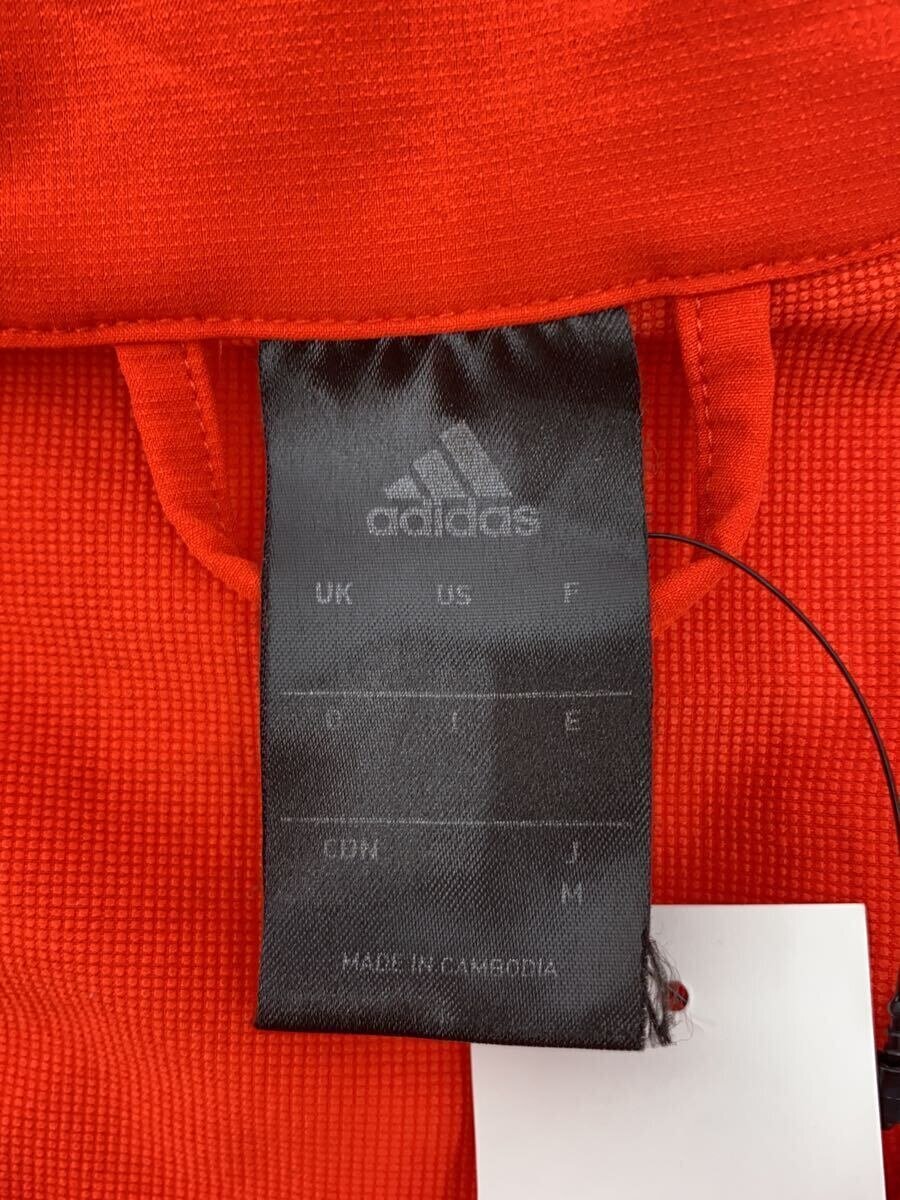 adidas
UK US F
D I E
CDN J
M
MADE IN CAMBODIA